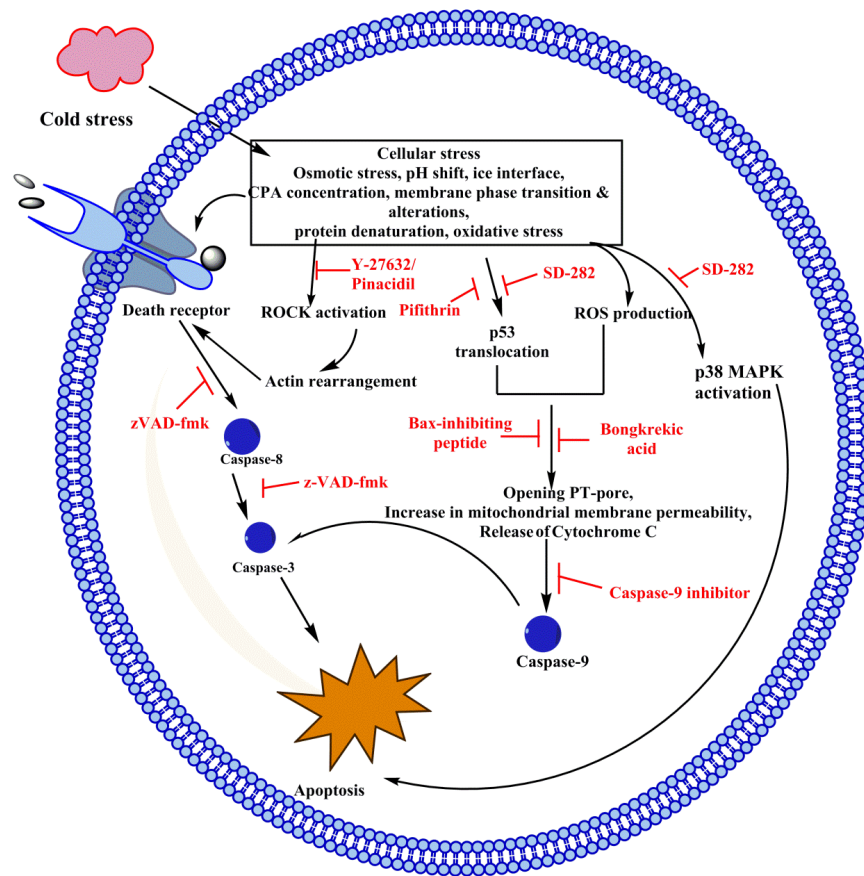 Cold stress
Cellular stress
Osmotic stress, pH shift, ice interface,
CPA concentration, membrane phase transition &
alterations,
protein denaturation, oxidative stress
Y-27632/
Pinacidil
SD-282
SD-282
Death receptor
ROCK activation
Pifithrin
ROS production
p53
translocation
p38 MAPK
activation
Actin rearrangement
zVAD-fmk
Bax-inhibiting
peptide
Bongkrekic
acid
Caspase-8
z-VAD-fmk
Opening PT-pore,
Increase in mitochondrial membrane permeability,
Release of Cytochrome C
Caspase-3
Caspase-9 inhibitor
Caspase-9
Apoptosis